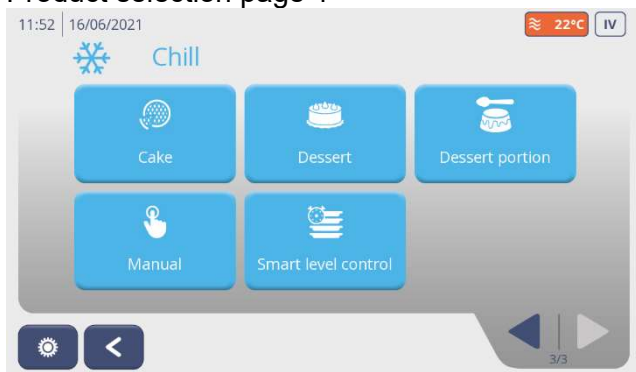 Product selection page
11:52 16/06/2021
22°C IV
Chill
Cake Dessert Dessert portion
Manual Smart level control
3/3